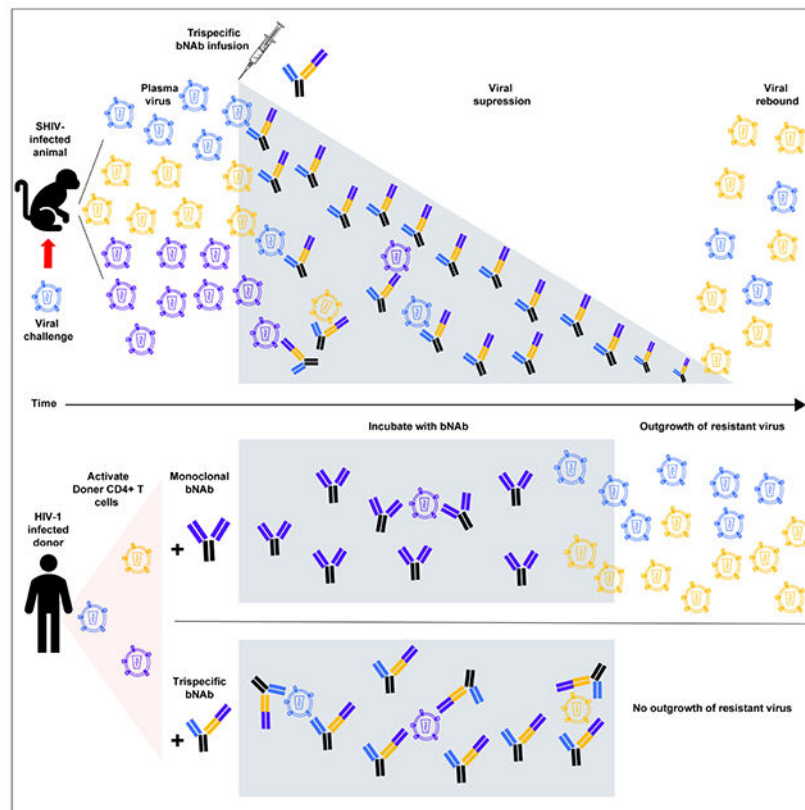 Trispecific
bNAb infusion
Plasma
virus
Viral
supression
Viral
rebound
SHIV-
infected
animal
Viral
challenge
Time
Incubate with bNAb
Outgrowth of resistant virus
Activate
Doner CD4+ T
cells
Monoclonal
bNAb
HIV-1
infected
donor
+
Trispecific
bNAb
+
No outgrowth of resistant virus